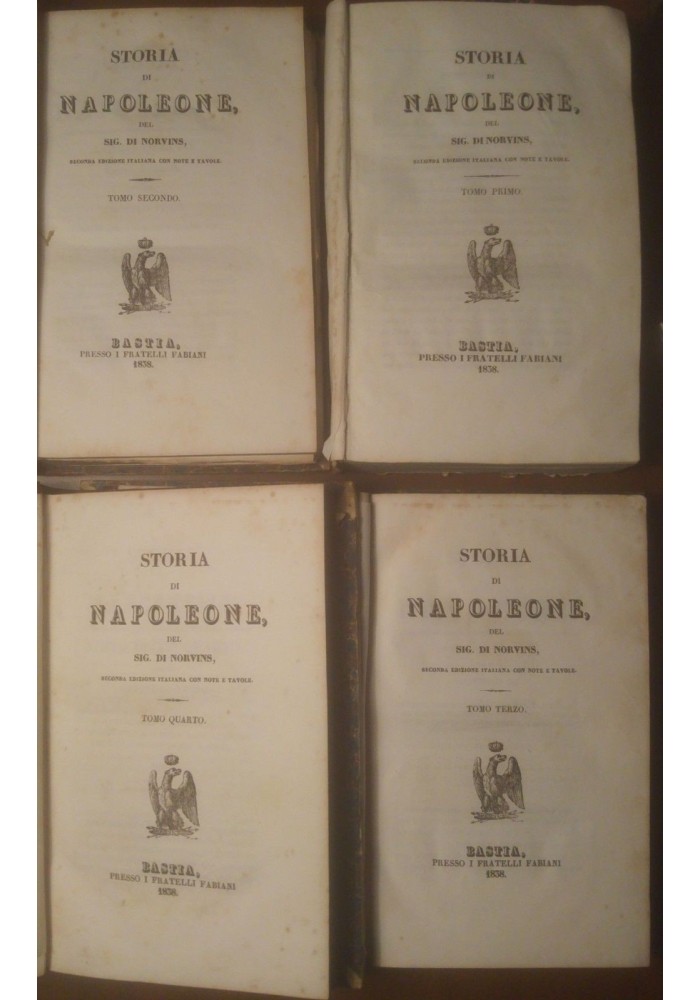 STORIA
DI
NAPOLEONE,
DEL
SIG. DI NORVINS,
SECONDA EDIZIONE ITALIANA CON NOTE E TAVOLE.
TOMO SECONDO.
BASTIA,
PRESSO I FRATELLI FABIANI
1838.
STORIA
DI
NAPOLEONE,
DEL
SIG. DI NORVINS,
SECONDA EDIZIONE ITALIANA CON NOTE E TAVOLE.
TOMO PRIMO
BASTIA,
PRESSO I FRATELLI FABIANI
1838.
STORIA
DI
NAPOLEONE,
DEL
SIG. DI NORVINS,
SECONDA EDIZIONE ITALIANA CON NOTE E TAVOLE.
TOMO QUARTO.
BASTIA,
PRESSO I FRATELLI FABIANI
1838.
STORIA
DI
NAPOLEONE,
DEL
SIG. DI NORVINS,
SECONDA EDIZIONE ITALIANA CON NOTE E TAVOLE.
TOMO TERZO.
BASTIA,
PRESSO I FRATELLI FABIANI
1838.